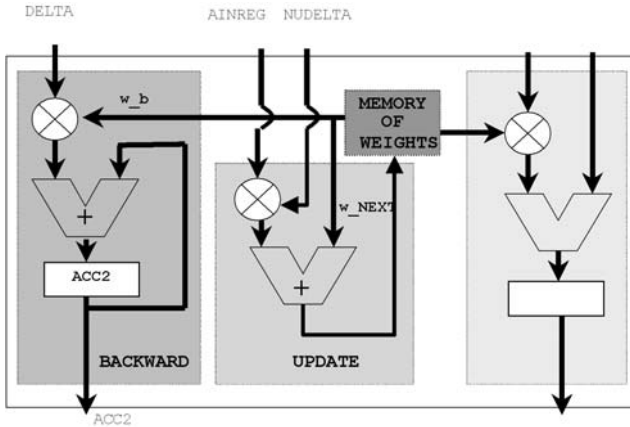 DELTA
AINREG NUDELTA
w_b
MEMORY
OF
WEIGHTS
w_NEXT
+
ACC2
+
BACKWARD
UPDATE
ACC2